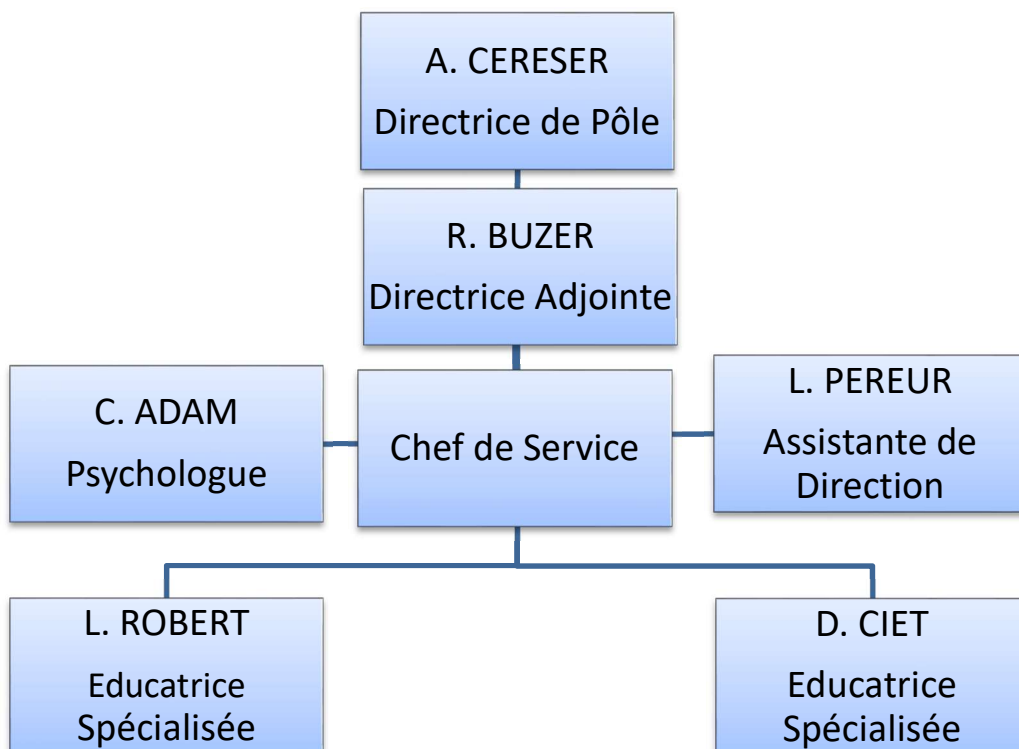 A. CERESER
Directrice de Pôle
R. BUZER
Directrice Adjointe
C. ADAM
Psychologue
Chef de Service
L. PEREUR
Assistante de
Direction
L. ROBERT
Educatrice
Spécialisée
D. CIET
Educatrice
Spécialisée